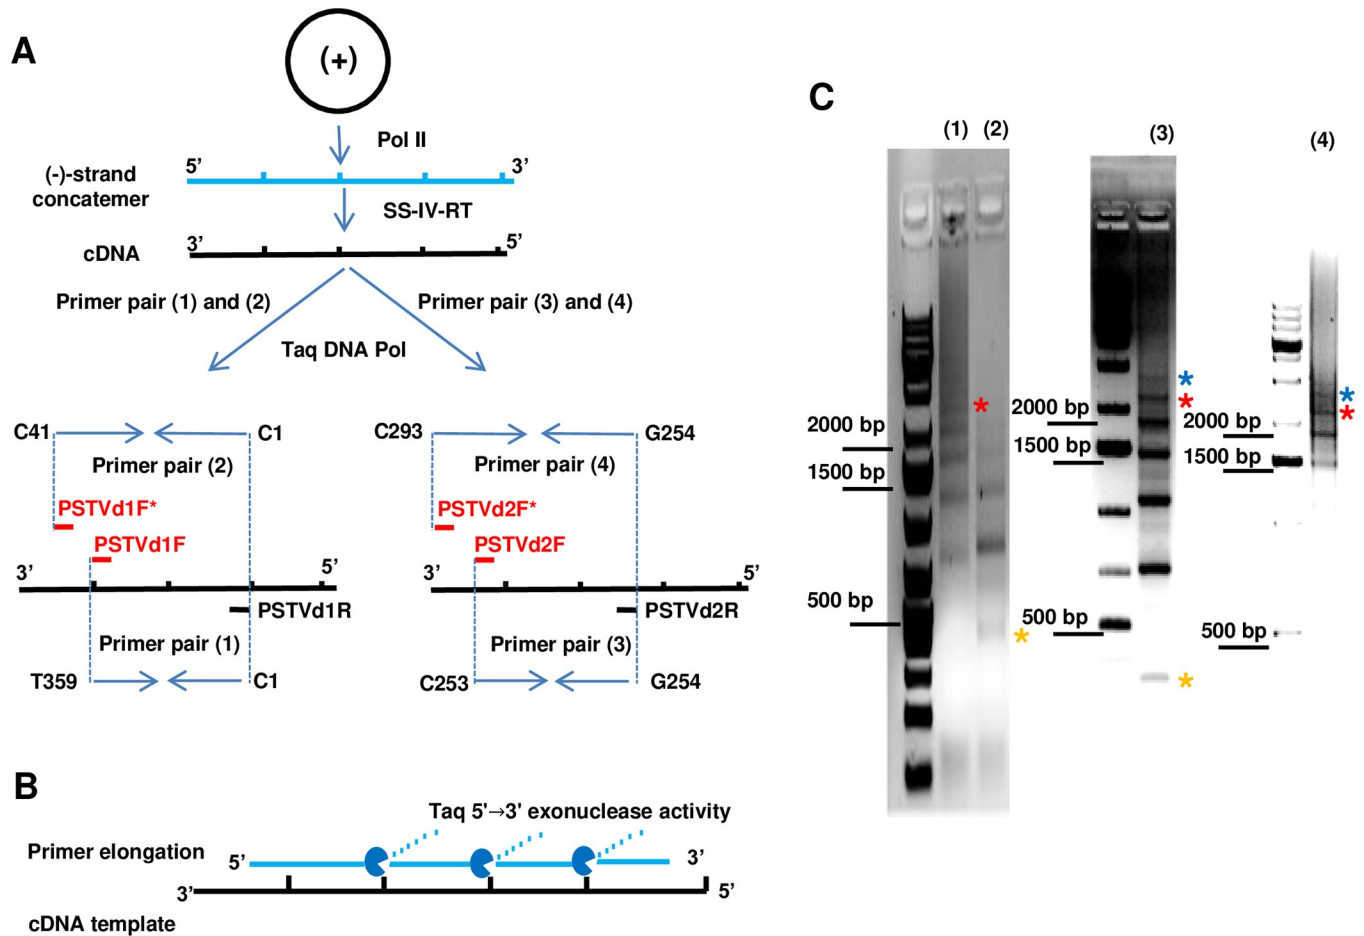 A
(+)
Pol II
5’
3’
(-)-strand
concatemer
SS-IV-RT
3’
5’
cDNA
Primer pair (1) and (2)
Primer pair (3) and (4)
Taq DNA Pol
C41
C1
C293
G254
Primer pair (2)
Primer pair (4)
PSTVd1F*
PSTVd2F*
PSTVd1F
PSTVd2F
3’
5’
3’
5’
PSTVd1R
PSTVd2R
Primer pair (1)
Primer pair (3)
T359
C1
C253
G254
B
Taq 5'→3' exonuclease activity
Primer elongation
5’
3’
3’
5’
cDNA template
C
(1)
(2)
(3)
(4)
*
*
*
*
*
2000 bp
1500 bp
500 bp
*
2000 bp
1500 bp
500 bp
*
2000 bp
1500 bp
500 bp